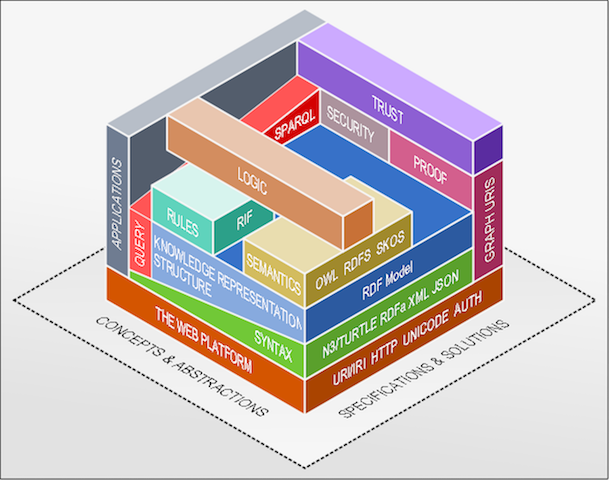 TRUST
SPARQL
SECURITY
PROOF
LOGIC
APPLICATIONS
GRAPH URIS
RULES
RIF
QUERY
KNOWLEDGE REPRESENTATION
STRUCTURE
SEMANTICS
OWL RDFS SKOS
RDF Model
SYNTAX
N3/TURTLE RDFa XML JSON
THE WEB PLATFORM
URI/IRI HTTP UNICODE AUTH
CONCEPTS & ABSTRACTIONS
SPECIFICATIONS & SOLUTIONS